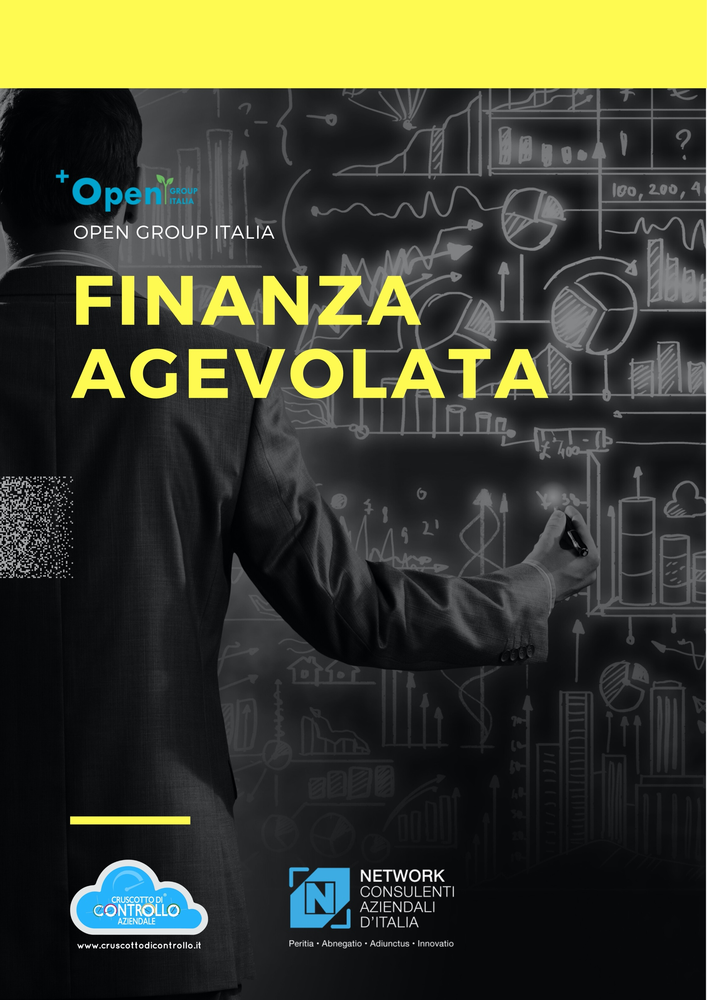 +Open GROUP
ITALIA
OPEN GROUP ITALIA
FINANZA
AGEVOLATA
100, 200, 4
£ 400
CRUSCOTTO DI®
CONTROLLO
AZIENDALE
www.cruscottodicontrollo.it
NETWORK
CONSULENTI
AZIENDALI
D'ITALIA
Peritia • Abnegatio • Adiunctus • Innovatio